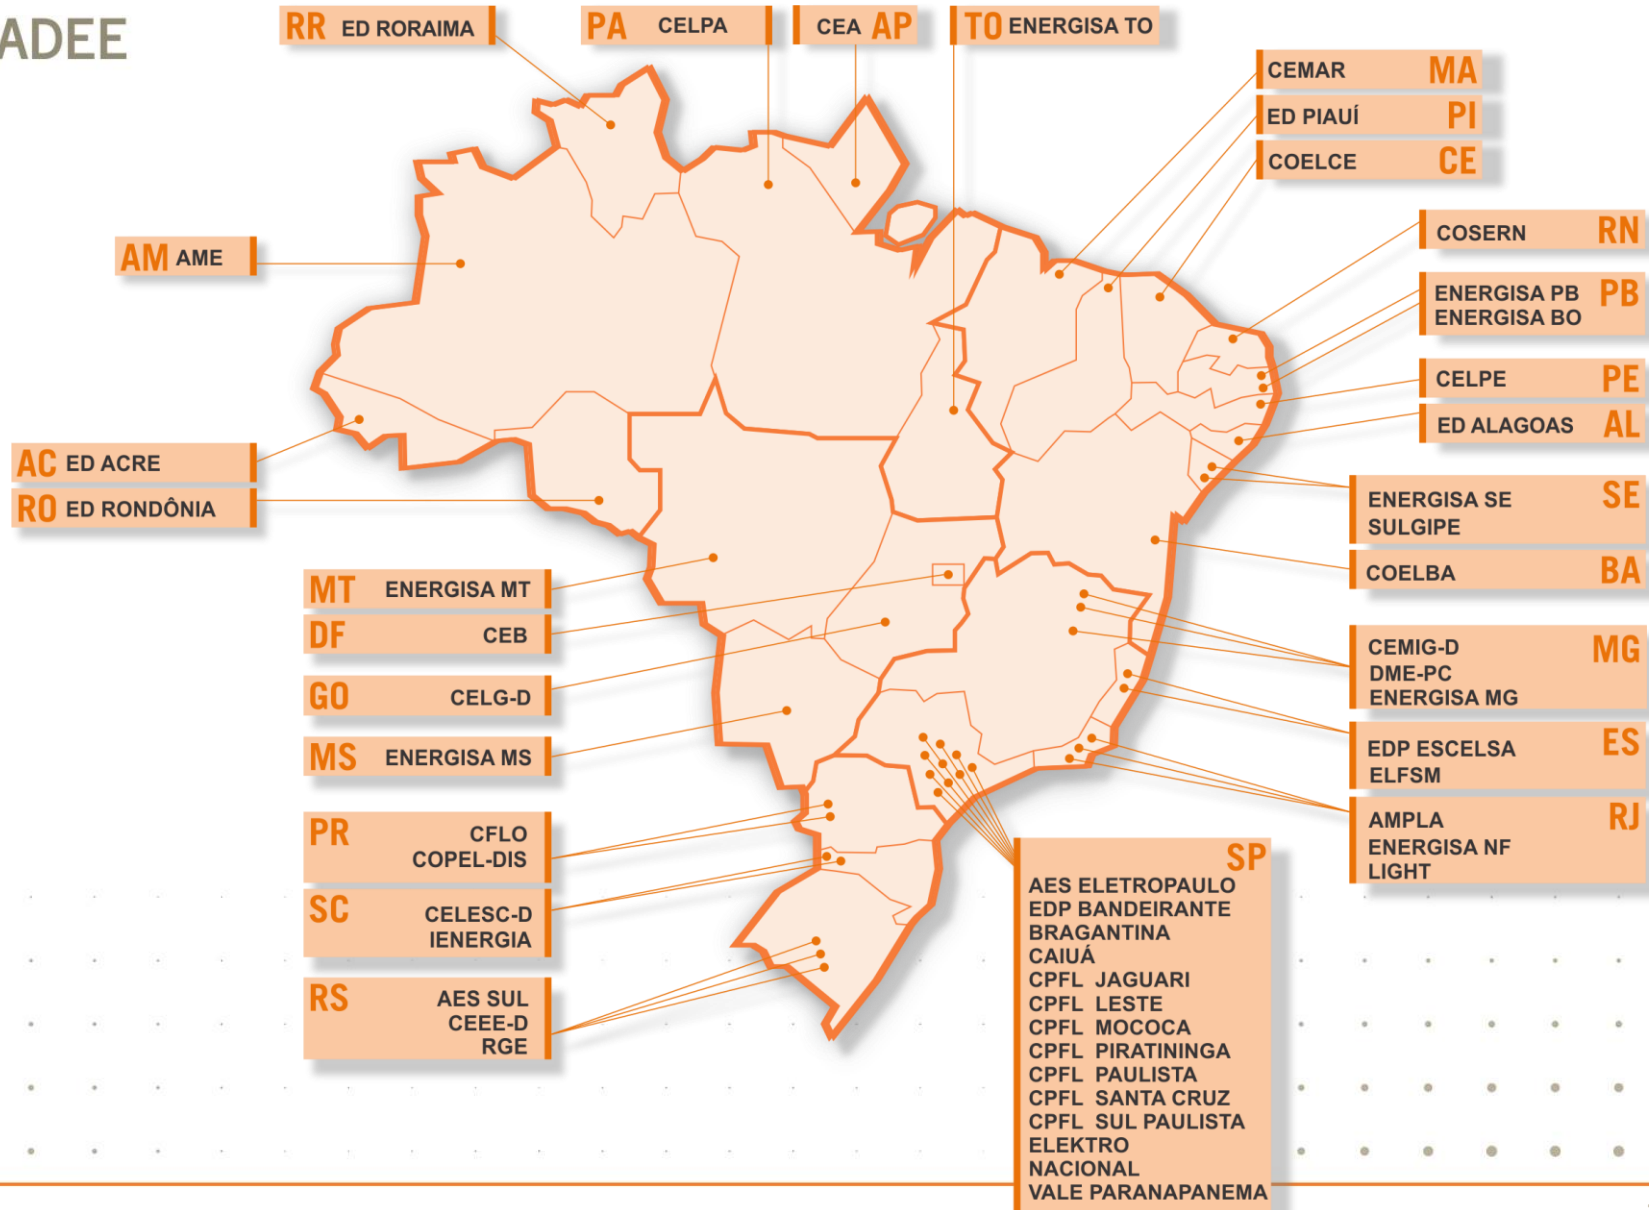 ADEE
RR ED RORAIMA
PA CELPA
CEA AP
TO ENERGISA TO
CEMAR MA
ED PIAUÍ PI
COELCE CE
COSERN RN
ENERGISA PB PB
ENERGISA BO
CELPE PE
ED ALAGOAS AL
ENERGISA SE SE
SULGIPE
COELBA BA
CEMIG-D MG
DME-PC
ENERGISA MG
EDP ESCELSA ES
ELFSM
AMPLA RJ
ENERGISA NF
LIGHT
AM AME
AC ED ACRE
RO ED RONDÔNIA
MT ENERGISA MT
DF CEB
GO CELG-D
MS ENERGISA MS
PR CFLO
COPEL-DIS
SC CELESC-D
IENERGIA
RS AES SUL
CEEE-D
RGE
SP
AES ELETROPAULO
EDP BANDEIRANTE
BRAGANTINA
CAIUÁ
CPFL JAGUARI
CPFL LESTE
CPFL MOCOCA
CPFL PIRATININGA
CPFL PAULISTA
CPFL SANTA CRUZ
CPFL SUL PAULISTA
ELEKTRO
NACIONAL
VALE PARANAPANEMA